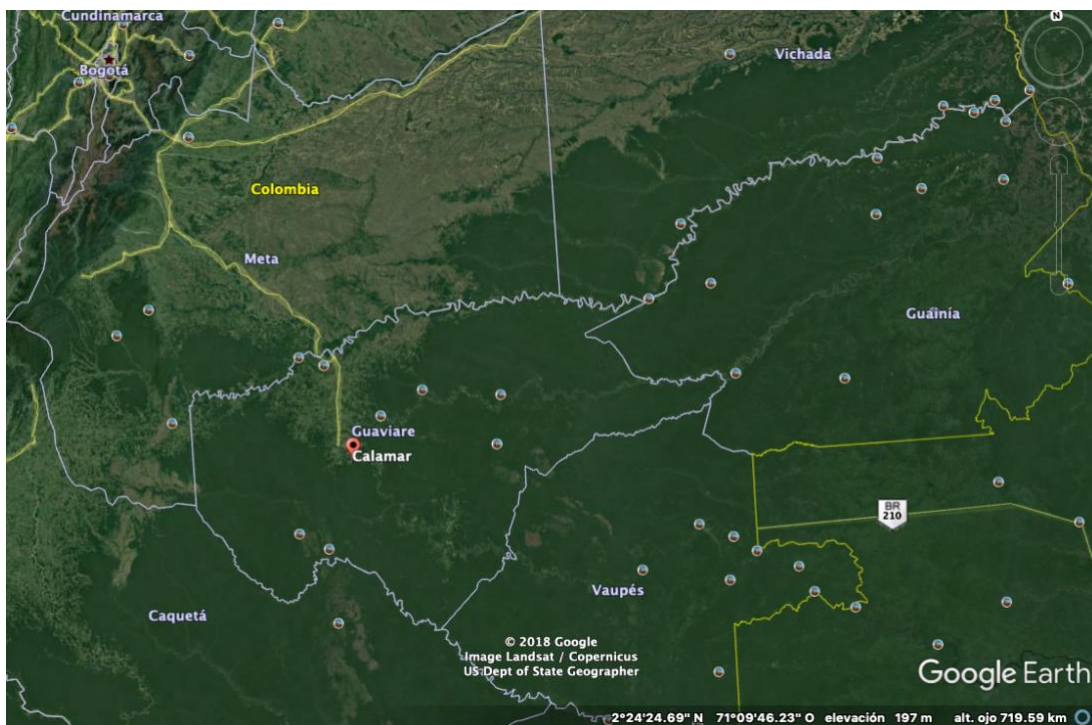 Cundinamarca
Bogotá
Vichada
Colombia
Meta
Guainía
Guaviare
Calamar
BR
210
Vaupés
Caquetá
© 2018 Google
Image Landsat / Copernicus
US Dept of State Geographer
Google Earth
2°24'24.69" N 71°09'46.23" O elevación 197 m alt. ojo 719.59 km
N